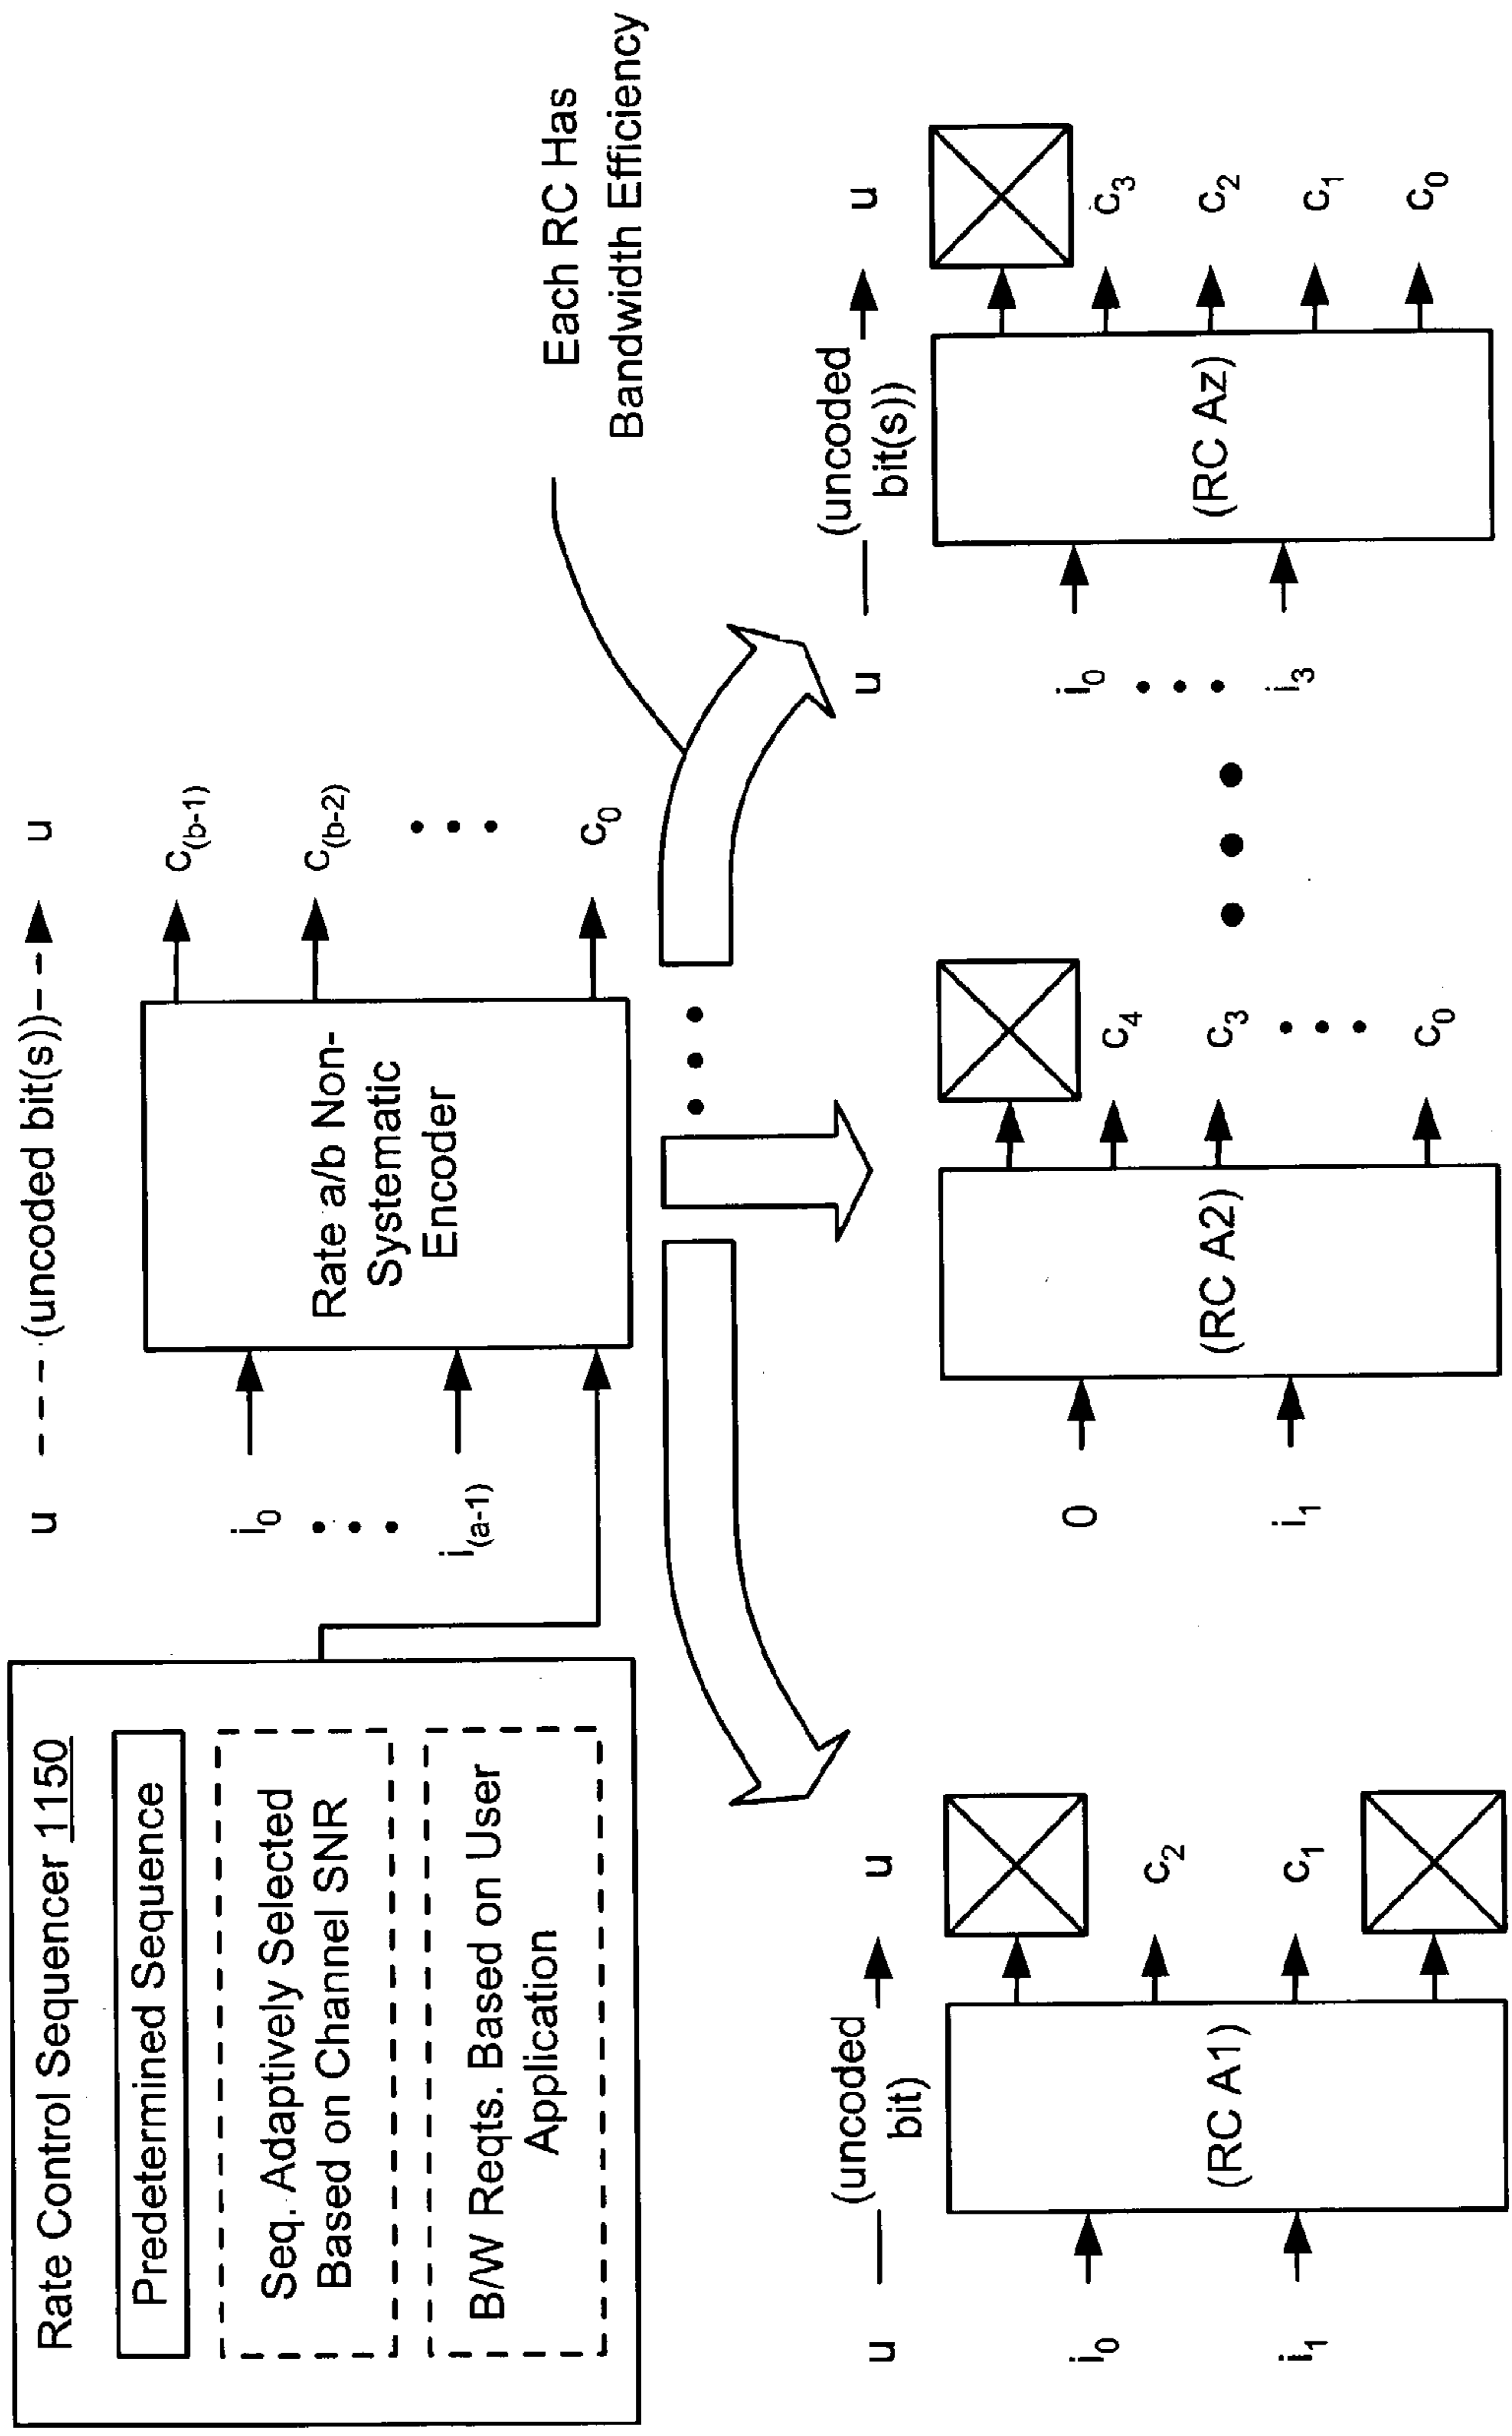 Rate Control Sequencer 1150
Predetermined Sequence
Seq. Adaptively Selected
Based on Channel SNR
B/W Reqts. Based on User
Application
u (uncoded bit(s)) u
i0
i(a-1)
Rate a/b Non-
Systematic
Encoder
c(b-1)
c(b-2)
c0
Each RC Has
Bandwidth Efficiency
u (uncoded
bit) u
i0
i1
(RC A1)
c2
c1
0
i1
(RC A2)
c4
c3
c0
u (uncoded
bit(s)) u
i0
i3
(RC Az)
c3
c2
c1
c0